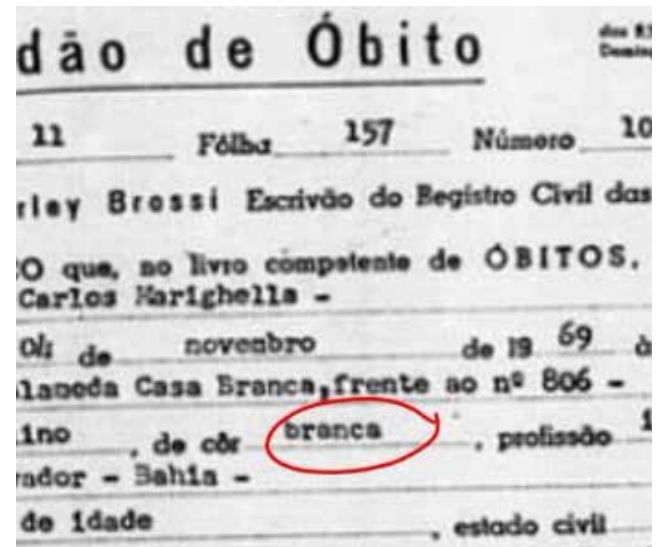 dão de Óbito
11 Fôlha 157 Número 10
rley Brossi Escrivão do Registro Civil das
CO que, no livro competente de ÓBITOS,
Carlos Marighella -
04 de novembro de 19 69 à
Alameda Casa Branca, frente ao nº 806 -
lino , de côr branca , profissão i
vador - Bahia -
de idade , estado civil